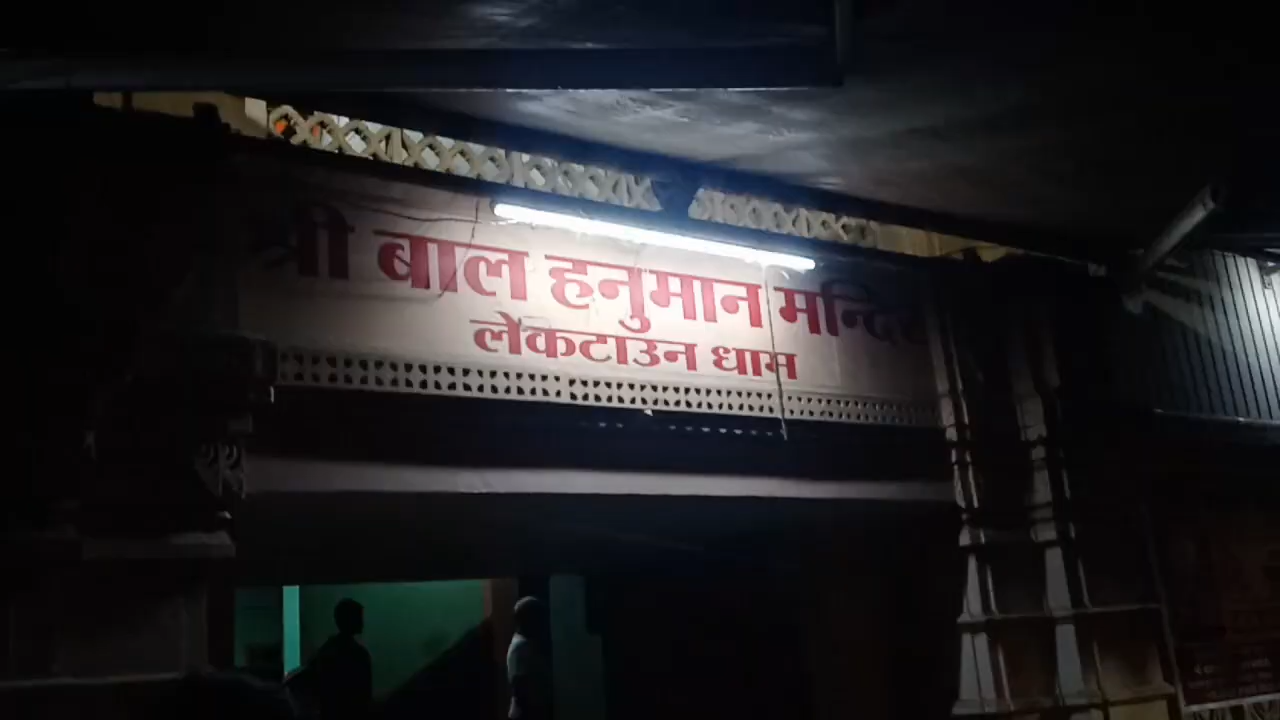 श्री बाल हनुमान मन्दिर
लेकटाउन धाम